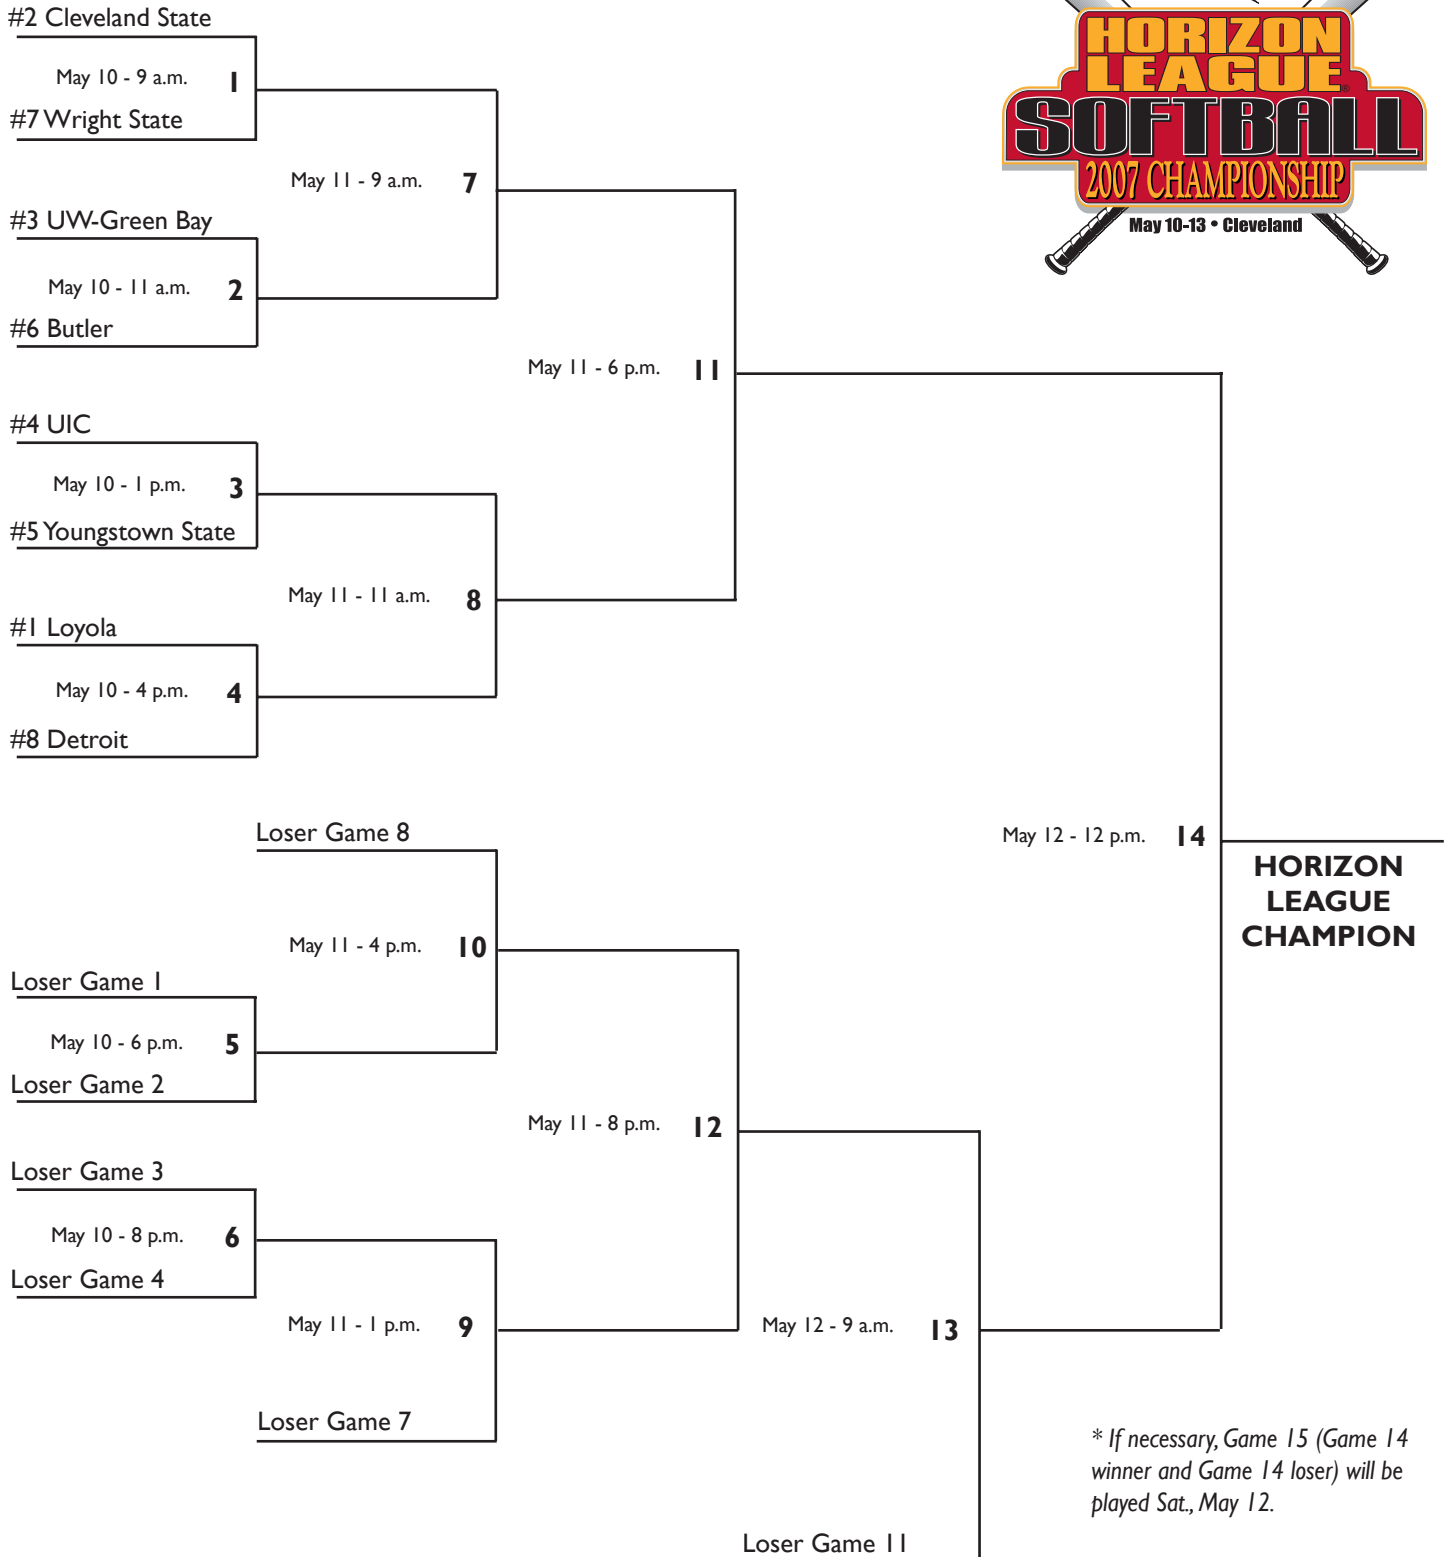 #2 Cleveland State
May 10 - 9 a.m. 1
#7 Wright State
HORIZON
LEAGUE®
SOFTBALL
2007 CHAMPIONSHIP
May 10-13 • Cleveland
May 11 - 9 a.m. 7
#3 UW-Green Bay
May 10 - 11 a.m. 2
#6 Butler
May 11 - 6 p.m. 11
#4 UIC
May 10 - 1 p.m. 3
#5 Youngstown State
May 11 - 11 a.m. 8
#1 Loyola
May 10 - 4 p.m. 4
#8 Detroit
Loser Game 8
May 12 - 12 p.m. 14
HORIZON
LEAGUE
CHAMPION
May 11 - 4 p.m. 10
Loser Game 1
May 10 - 6 p.m. 5
Loser Game 2
May 11 - 8 p.m. 12
Loser Game 3
May 10 - 8 p.m. 6
Loser Game 4
May 11 - 1 p.m. 9
May 12 - 9 a.m. 13
Loser Game 7
* If necessary, Game 15 (Game 14
winner and Game 14 loser) will be
played Sat., May 12.
Loser Game 11